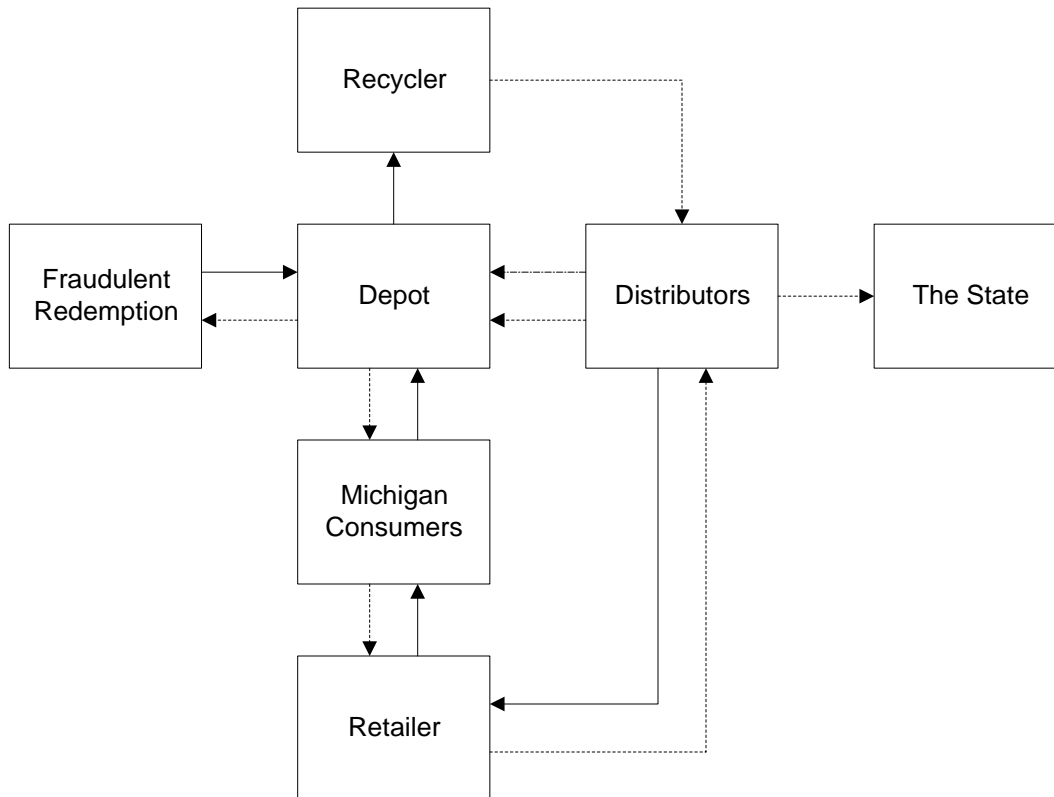 Recycler
Fraudulent
Redemption
Depot
Distributors
The State
Michigan
Consumers
Retailer